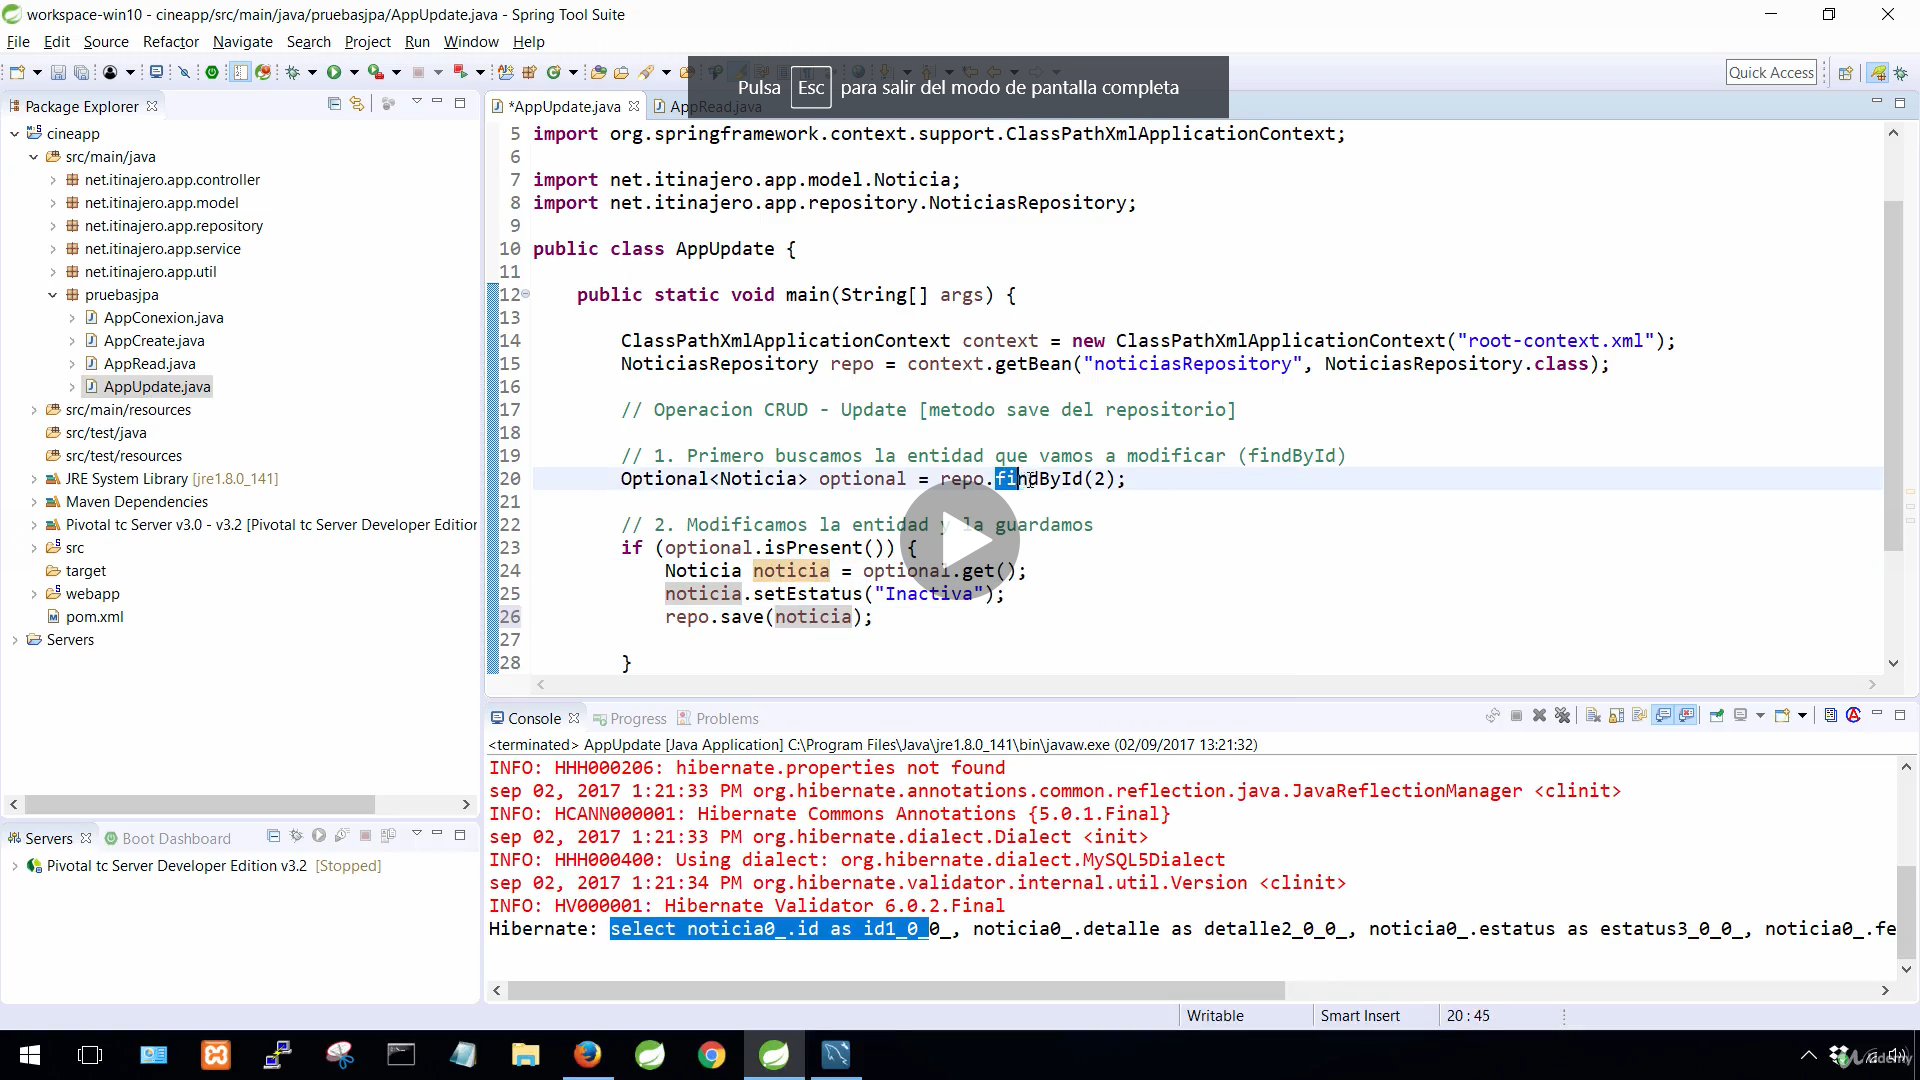 workspace-win10 - cineapp/src/main/java/pruebasjpa/AppUpdate.java - Spring Tool Suite
File Edit Source Refactor Navigate Search Project Run Window Help
Quick Access
Pulsa Esc para salir del modo de pantalla completa
Package Explorer
cineapp
src/main/java
net.itinajero.app.controller
net.itinajero.app.model
net.itinajero.app.repository
net.itinajero.app.service
net.itinajero.app.util
pruebasjpa
AppConexion.java
AppCreate.java
AppRead.java
AppUpdate.java
src/main/resources
src/test/java
src/test/resources
JRE System Library [jre1.8.0_141]
Maven Dependencies
Pivotal tc Server v3.0 - v3.2 [Pivotal tc Server Developer Edition
src
target
webapp
pom.xml
Servers
Servers Boot Dashboard
Pivotal tc Server Developer Edition v3.2 [Stopped]
*AppUpdate.java AppRead.java
5 import org.springframework.context.support.ClassPathXmlApplicationContext;
6
7 import net.itinajero.app.model.Noticia;
8 import net.itinajero.app.repository.NoticiasRepository;
9
10 public class AppUpdate {
11
12 public static void main(String[] args) {
13
14 ClassPathXmlApplicationContext context = new ClassPathXmlApplicationContext("root-context.xml");
15 NoticiasRepository repo = context.getBean("noticiasRepository", NoticiasRepository.class);
16
17 // Operacion CRUD - Update [metodo save del repositorio]
18
19 // 1. Primero buscamos la entidad que vamos a modificar (findById)
20 Optional<Noticia> optional = repo.findById(2);
21
22 // 2. Modificamos la entidad y la guardamos
23 if (optional.isPresent()) {
24 Noticia noticia = optional.get();
25 noticia.setEstatus("Inactiva");
26 repo.save(noticia);
27
28 }
Console Progress Problems
<terminated> AppUpdate [Java Application] C:\Program Files\Java\jre1.8.0_141\bin\javaw.exe (02/09/2017 13:21:32)
INFO: HHH000206: hibernate.properties not found
sep 02, 2017 1:21:33 PM org.hibernate.annotations.common.reflection.java.JavaReflectionManager <clinit>
INFO: HCANN000001: Hibernate Commons Annotations {5.0.1.Final}
sep 02, 2017 1:21:33 PM org.hibernate.dialect.Dialect <init>
INFO: HHH000400: Using dialect: org.hibernate.dialect.MySQL5Dialect
sep 02, 2017 1:21:34 PM org.hibernate.validator.internal.util.Version <clinit>
INFO: HV000001: Hibernate Validator 6.0.2.Final
Hibernate: select noticia0_.id as id1_0_0_, noticia0_.detalle as detalle2_0_0_, noticia0_.estatus as estatus3_0_0_, noticia0_.fe
Writable Smart Insert 20 : 45